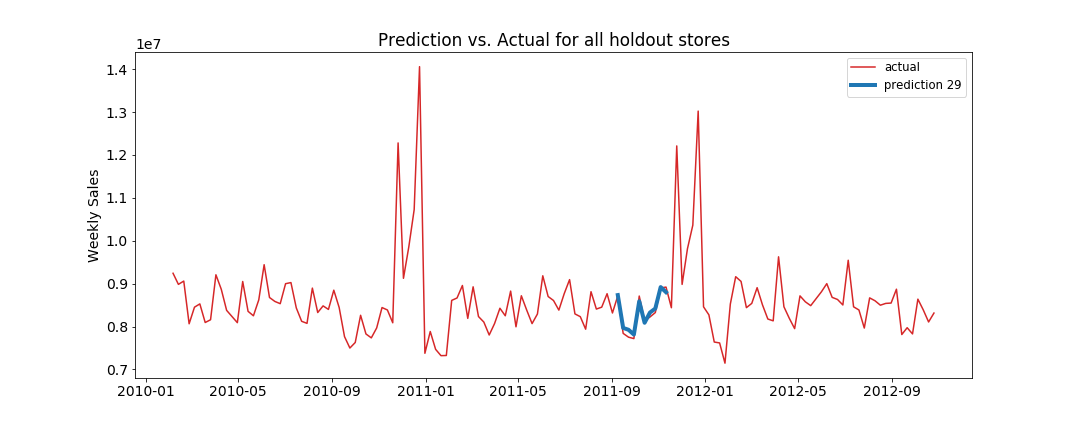 Prediction vs. Actual for all holdout stores
1e7
1.4
1.3
1.2
1.1
1.0
0.9
0.8
0.7
Weekly Sales
actual
prediction 29
2010-01 2010-05 2010-09 2011-01 2011-05 2011-09 2012-01 2012-05 2012-09